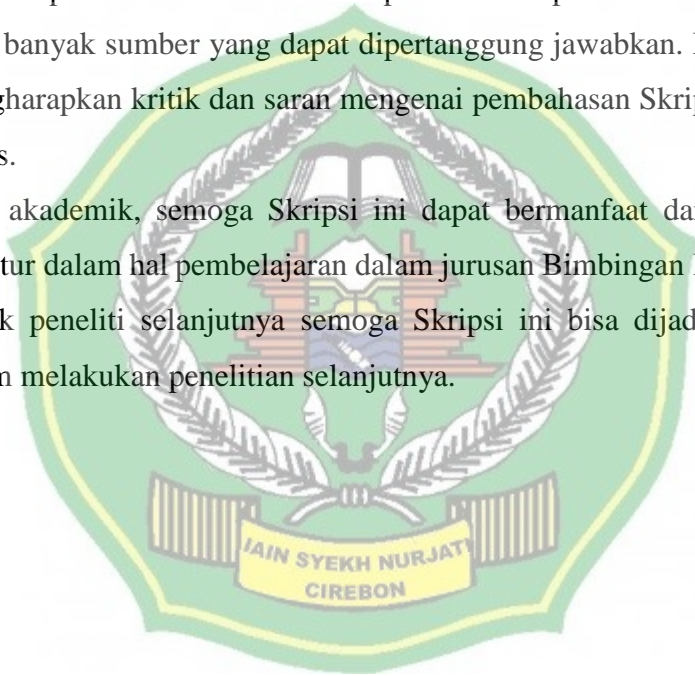 banyak sumber yang dapat dipertanggung jawabkan.
gharapkan kritik dan saran mengenai pembahasan Skrip
s.
akademik, semoga Skripsi ini dapat bermanfaat da
tur dalam hal pembelajaran dalam jurusan Bimbingan
k peneliti selanjutnya semoga Skripsi ini bisa dijad
m melakukan penelitian selanjutnya.
IAIN SYEKH NURJATI
CIREBON